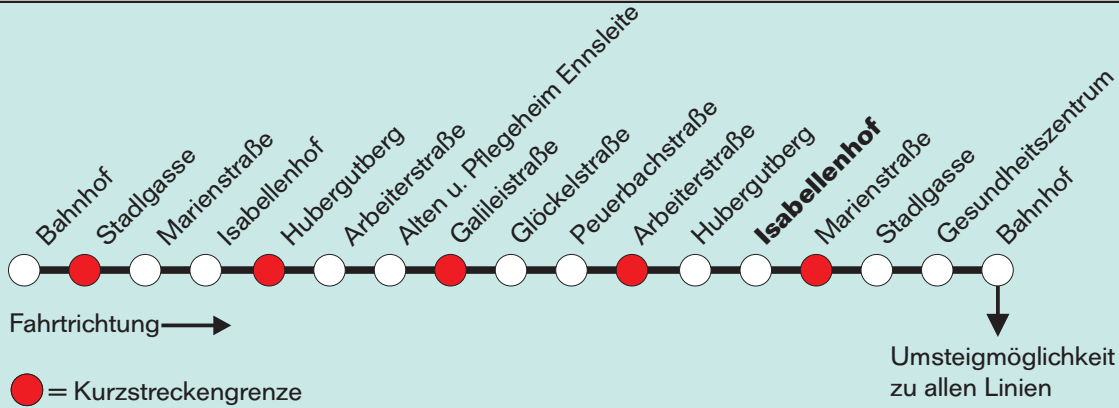 Bahnhof
Stadlgasse
Marienstraße
Isabellenhof
Hubergutberg
Arbeiterstraße
Alten u. Pflegeheim Ennsleite
Galileistraße
Glöckelstraße
Peuerbachstraße
Arbeiterstraße
Hubergutberg
Isabellenhof
Marienstraße
Stadlgasse
Gesundheitszentrum
Bahnhof
Fahrtrichtung
Umsteigmöglichkeit
zu allen Linien
= Kurzstreckengrenze